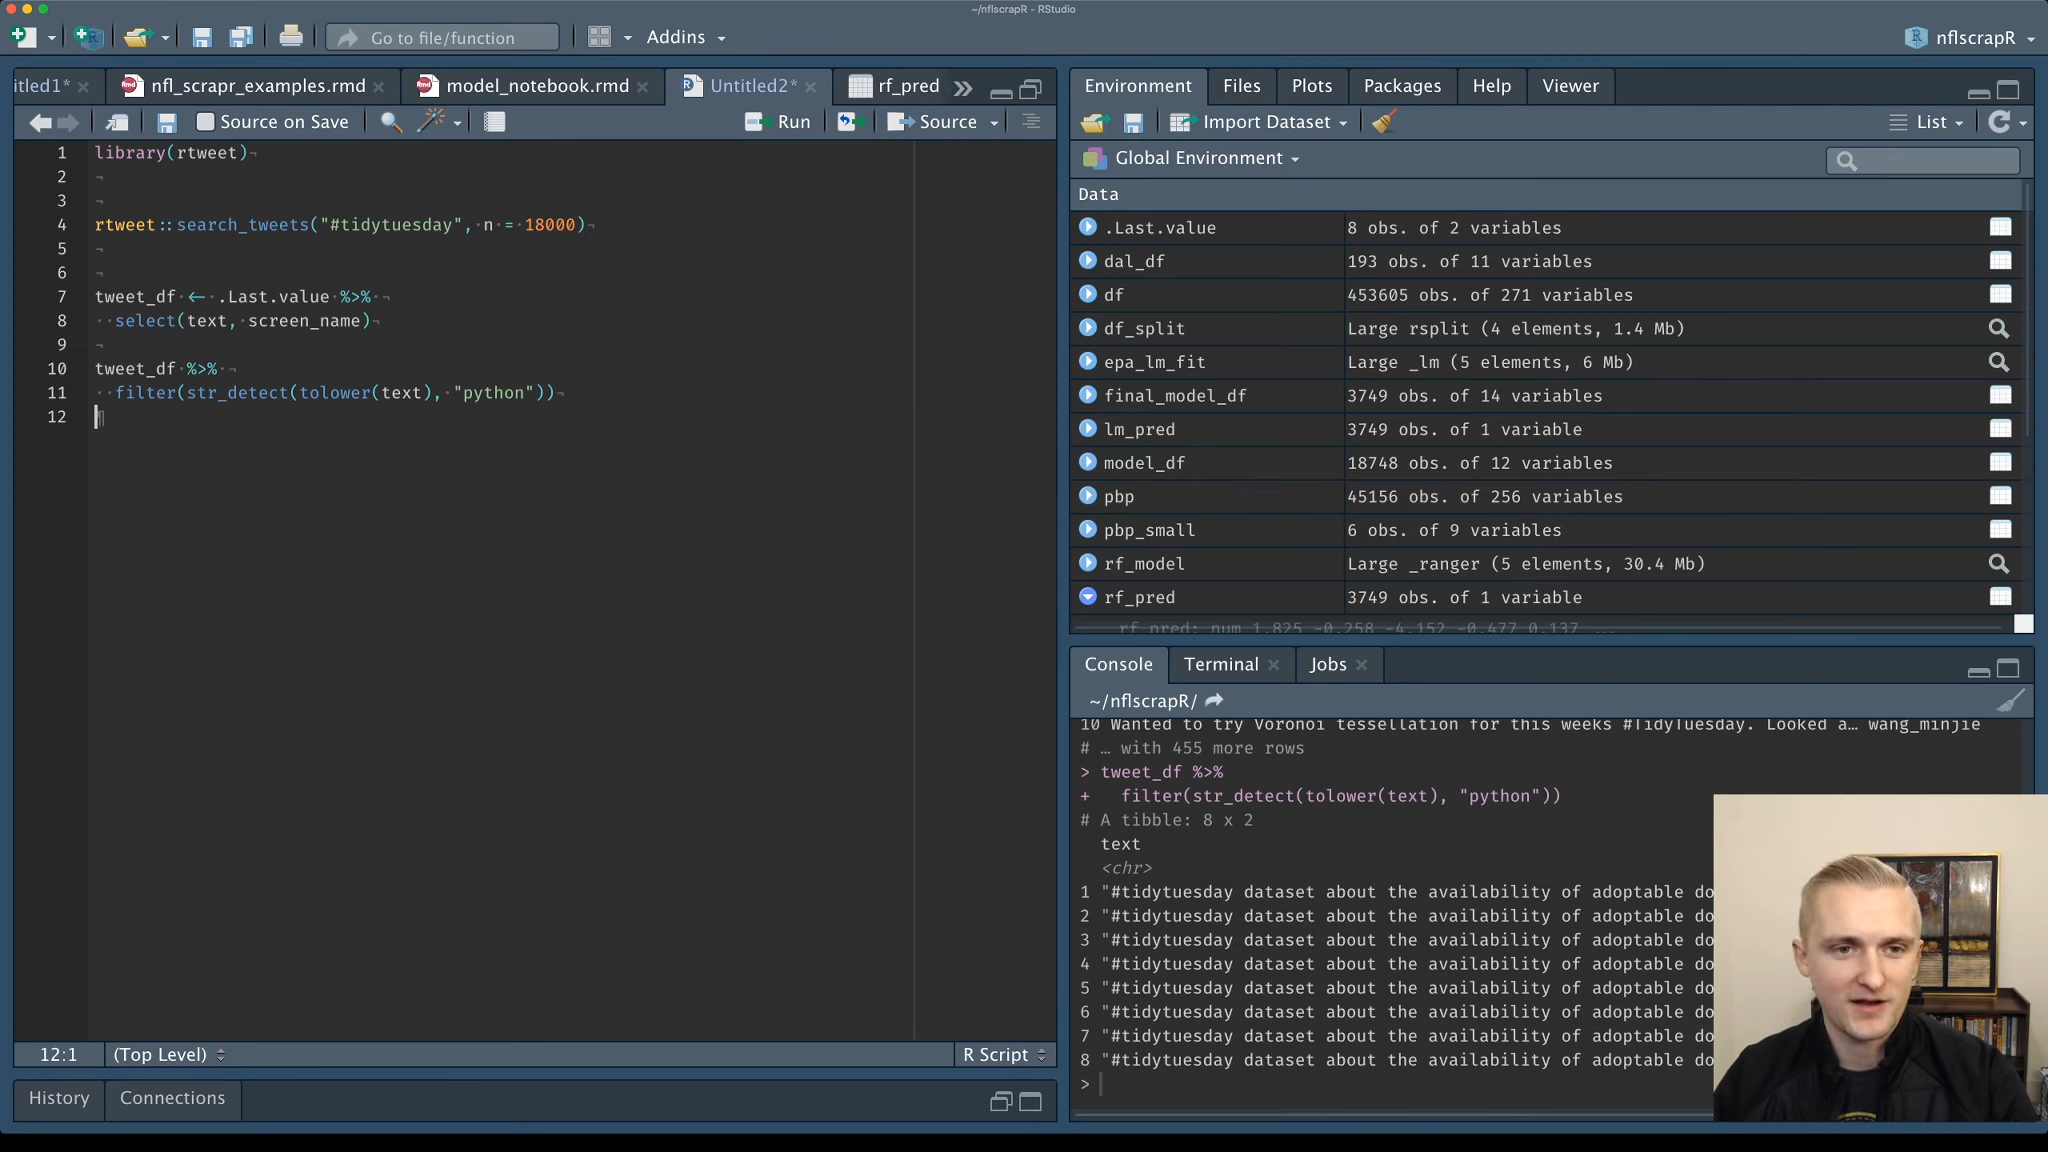 ~/nflscrapR - RStudio
Go to file/function
Addins
nflscrapR
itled1*
nfl_scrapr_examples.rmd
model_notebook.rmd
Untitled2*
rf_pred
Source on Save
Run
Source
1 library(rtweet)
2
3
4 rtweet::search_tweets("#tidytuesday", n = 18000)
5
6
7 tweet_df <- .Last.value %>%
8 select(text, screen_name)
9
10 tweet_df %>%
11 filter(str_detect(tolower(text), "python"))
12
12:1 (Top Level) R Script
History Connections
Environment Files Plots Packages Help Viewer
Import Dataset List
Global Environment
Data
.Last.value 8 obs. of 2 variables
dal_df 193 obs. of 11 variables
df 453605 obs. of 271 variables
df_split Large rsplit (4 elements, 1.4 Mb)
epa_lm_fit Large _lm (5 elements, 6 Mb)
final_model_df 3749 obs. of 14 variables
lm_pred 3749 obs. of 1 variable
model_df 18748 obs. of 12 variables
pbp 45156 obs. of 256 variables
pbp_small 6 obs. of 9 variables
rf_model Large _ranger (5 elements, 30.4 Mb)
rf_pred 3749 obs. of 1 variable
rf_pred: num 1.825 -0.258 -4.152 -0.477 0.137 ...
Console Terminal Jobs
~/nflscrapR/
10 Wanted to try Voronoi tessellation for this weeks #TidyTuesday. Looked a… wang_minjie
# … with 455 more rows
> tweet_df %>%
+ filter(str_detect(tolower(text), "python"))
# A tibble: 8 x 2
text
<chr>
1 "#tidytuesday dataset about the availability of adoptable do
2 "#tidytuesday dataset about the availability of adoptable do
3 "#tidytuesday dataset about the availability of adoptable do
4 "#tidytuesday dataset about the availability of adoptable do
5 "#tidytuesday dataset about the availability of adoptable do
6 "#tidytuesday dataset about the availability of adoptable do
7 "#tidytuesday dataset about the availability of adoptable do
8 "#tidytuesday dataset about the availability of adoptable do
>